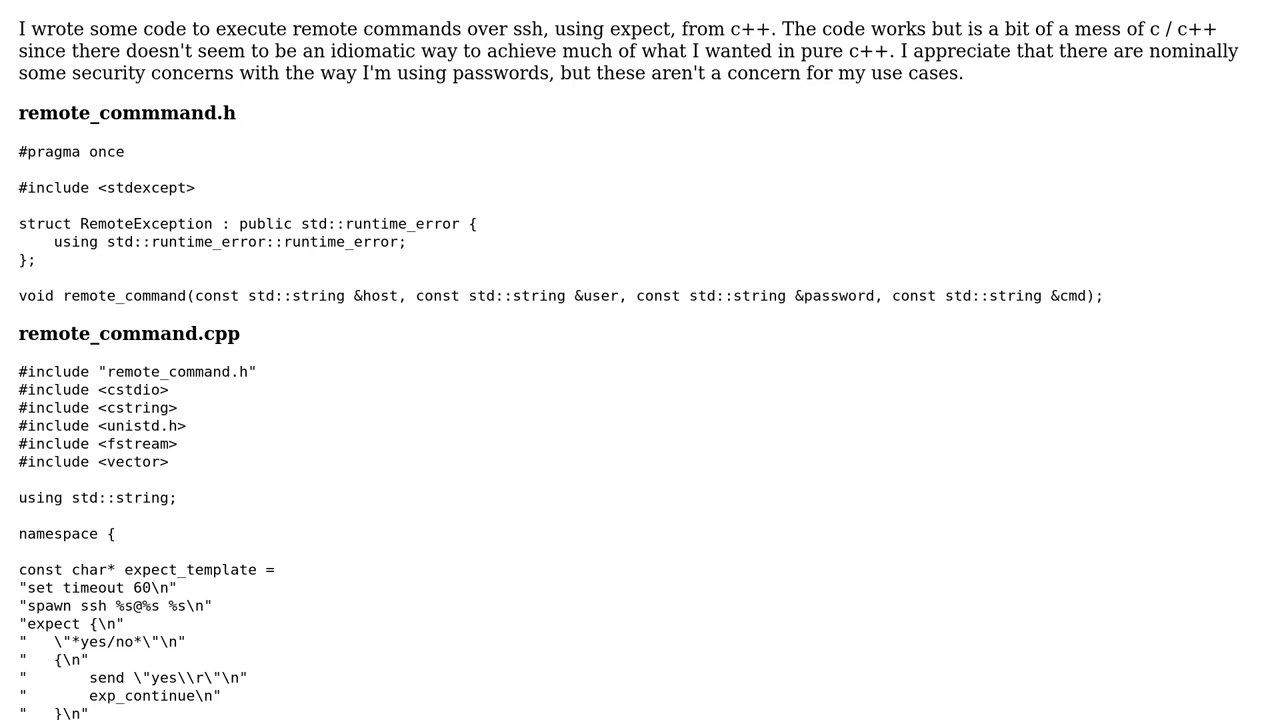 I wrote some code to execute remote commands over ssh, using expect, from c++. The code works but is a bit of a mess of c / c++
since there doesn't seem to be an idiomatic way to achieve much of what I wanted in pure c++. I appreciate that there are nominally
some security concerns with the way I'm using passwords, but these aren't a concern for my use cases.
remote_commmand.h
#pragma once
#include <stdexcept>
struct RemoteException : public std::runtime_error {
    using std::runtime_error::runtime_error;
};
void remote_command(const std::string &host, const std::string &user, const std::string &password, const std::string &cmd);
remote_command.cpp
#include "remote_command.h"
#include <cstdio>
#include <cstring>
#include <unistd.h>
#include <fstream>
#include <vector>
using std::string;
namespace {
const char* expect_template =
"set timeout 60\n"
"spawn ssh %s@%s %s\n"
"expect {\n"
"   \"*yes/no*\"\n"
"   {\n"
"       send \"yes\\r\"\n"
"       exp_continue\n"
"   }\n"